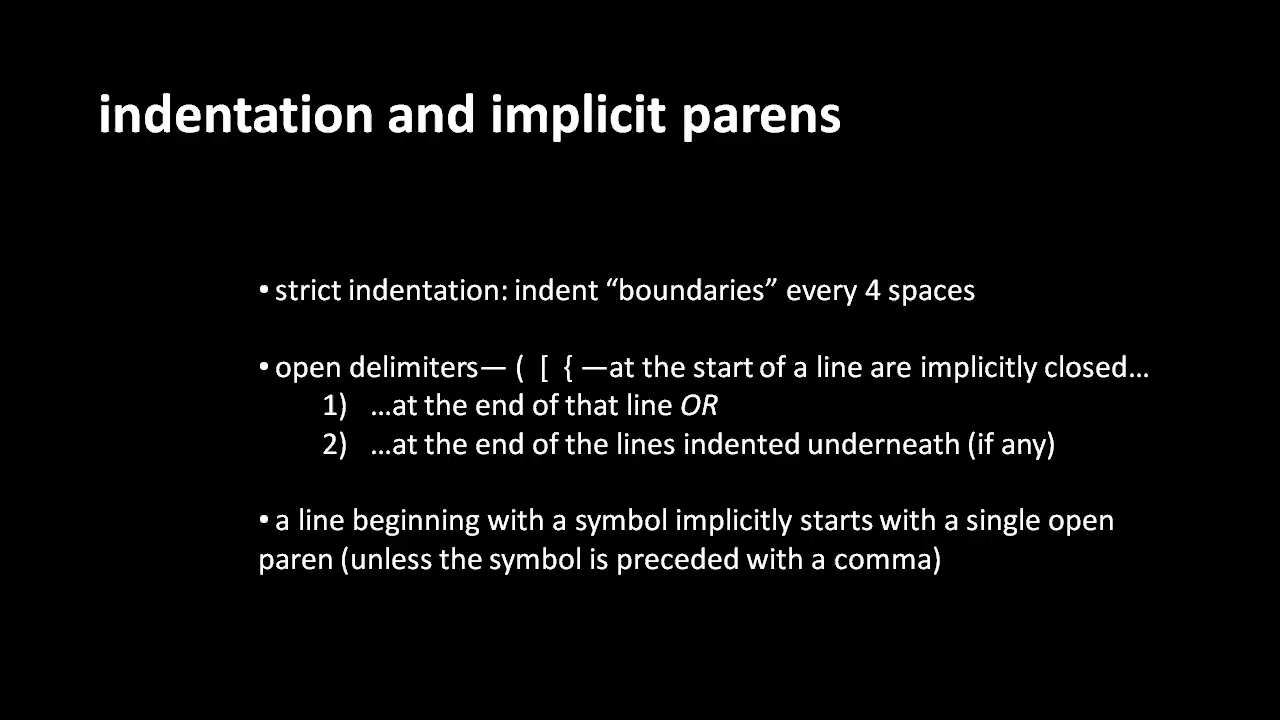 indentation and implicit parens
• strict indentation: indent “boundaries” every 4 spaces
• open delimiters— ( [ { —at the start of a line are implicitly closed…
1) …at the end of that line OR
2) …at the end of the lines indented underneath (if any)
• a line beginning with a symbol implicitly starts with a single open
paren (unless the symbol is preceded with a comma)